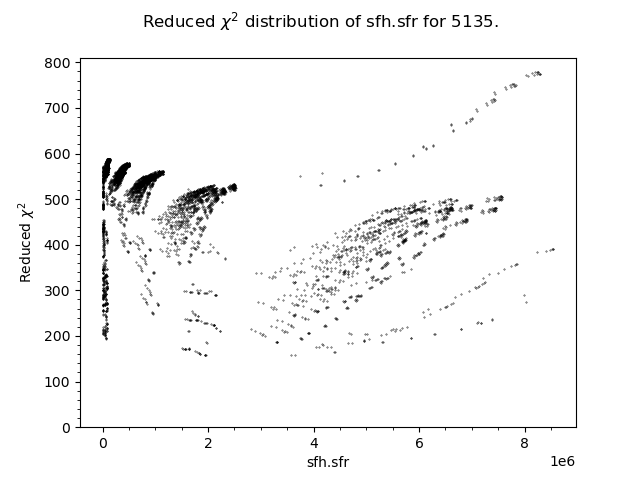 Reduced χ² distribution of sfh.sfr for 5135.
800
700
600
500
400
300
200
100
0
Reduced χ²
0 2 4 6 8
1e6
sfh.sfr